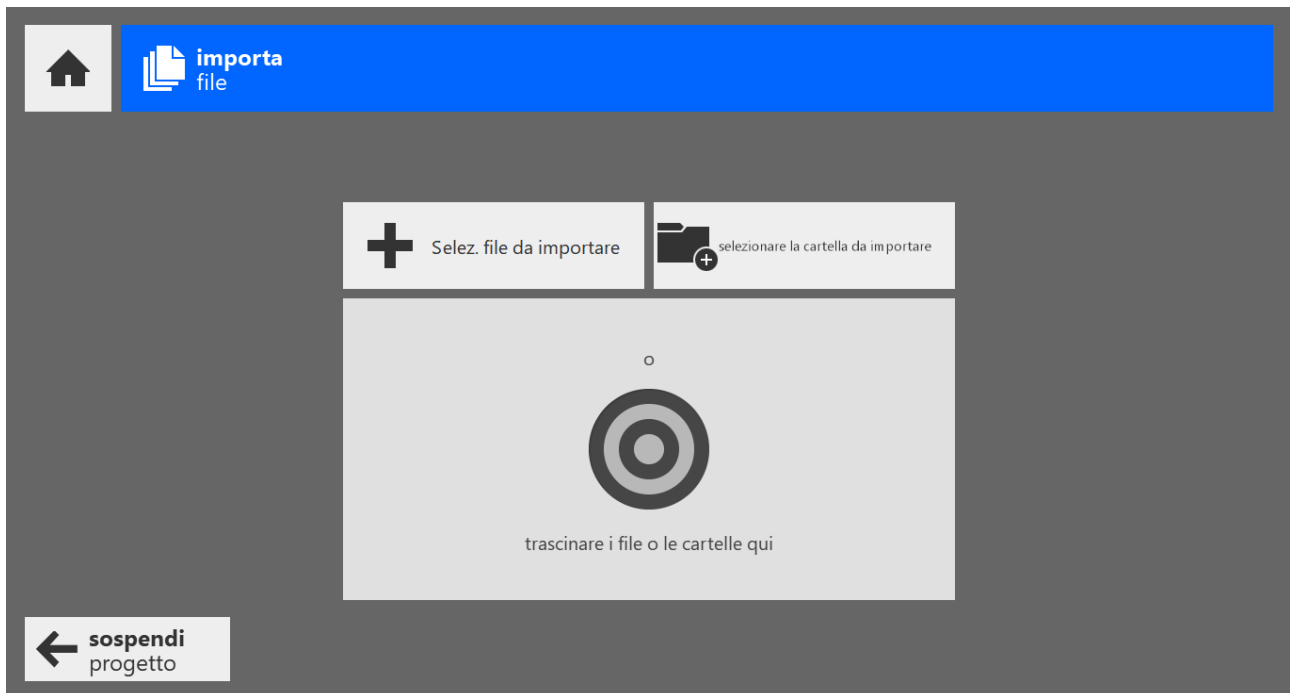 importa
file
Selez. file da importare
selezionare la cartella da importare
o
trascinare i file o le cartelle qui
sospendi
progetto